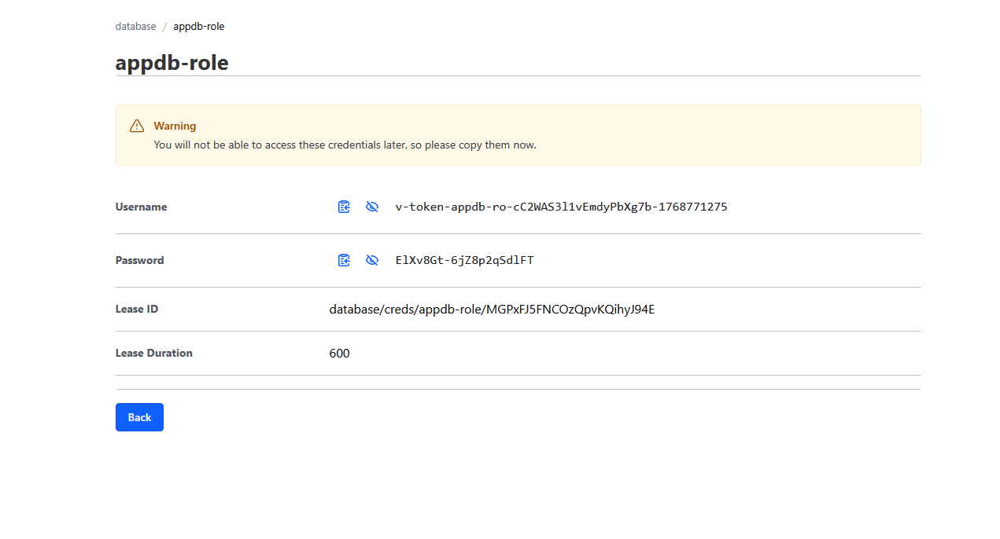 database / appdb-role
appdb-role
Warning
You will not be able to access these credentials later, so please copy them now.
Username v-token-appdb-ro-cC2WAS3l1vEmdyPbXg7b-1768771275
Password ElXv8Gt-6jZ8p2qSdlFT
Lease ID database/creds/appdb-role/MGPxFJ5FNCOzQpvKQihyJ94E
Lease Duration 600
Back